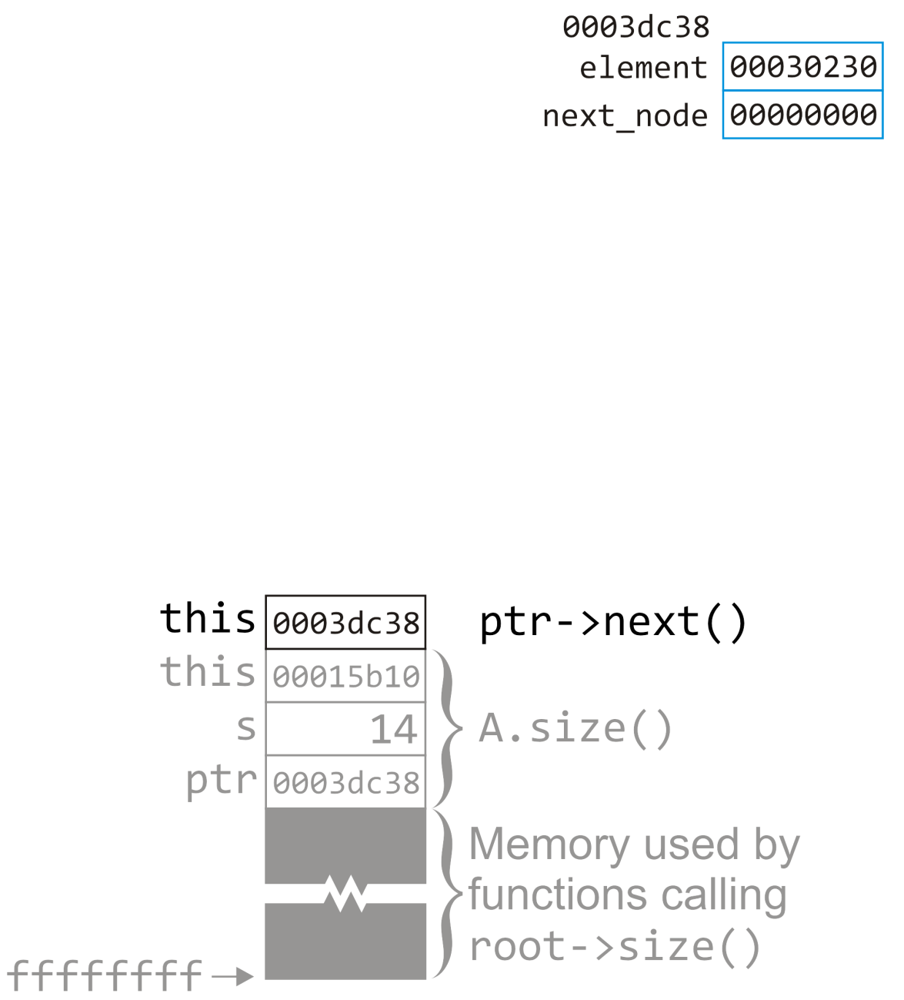 0003dc38
element 00030230
next_node 00000000
this 0003dc38 ptr->next()
this 00015b10
s 14 A.size()
ptr 0003dc38
Memory used by
functions calling
root->size()
ffffffff